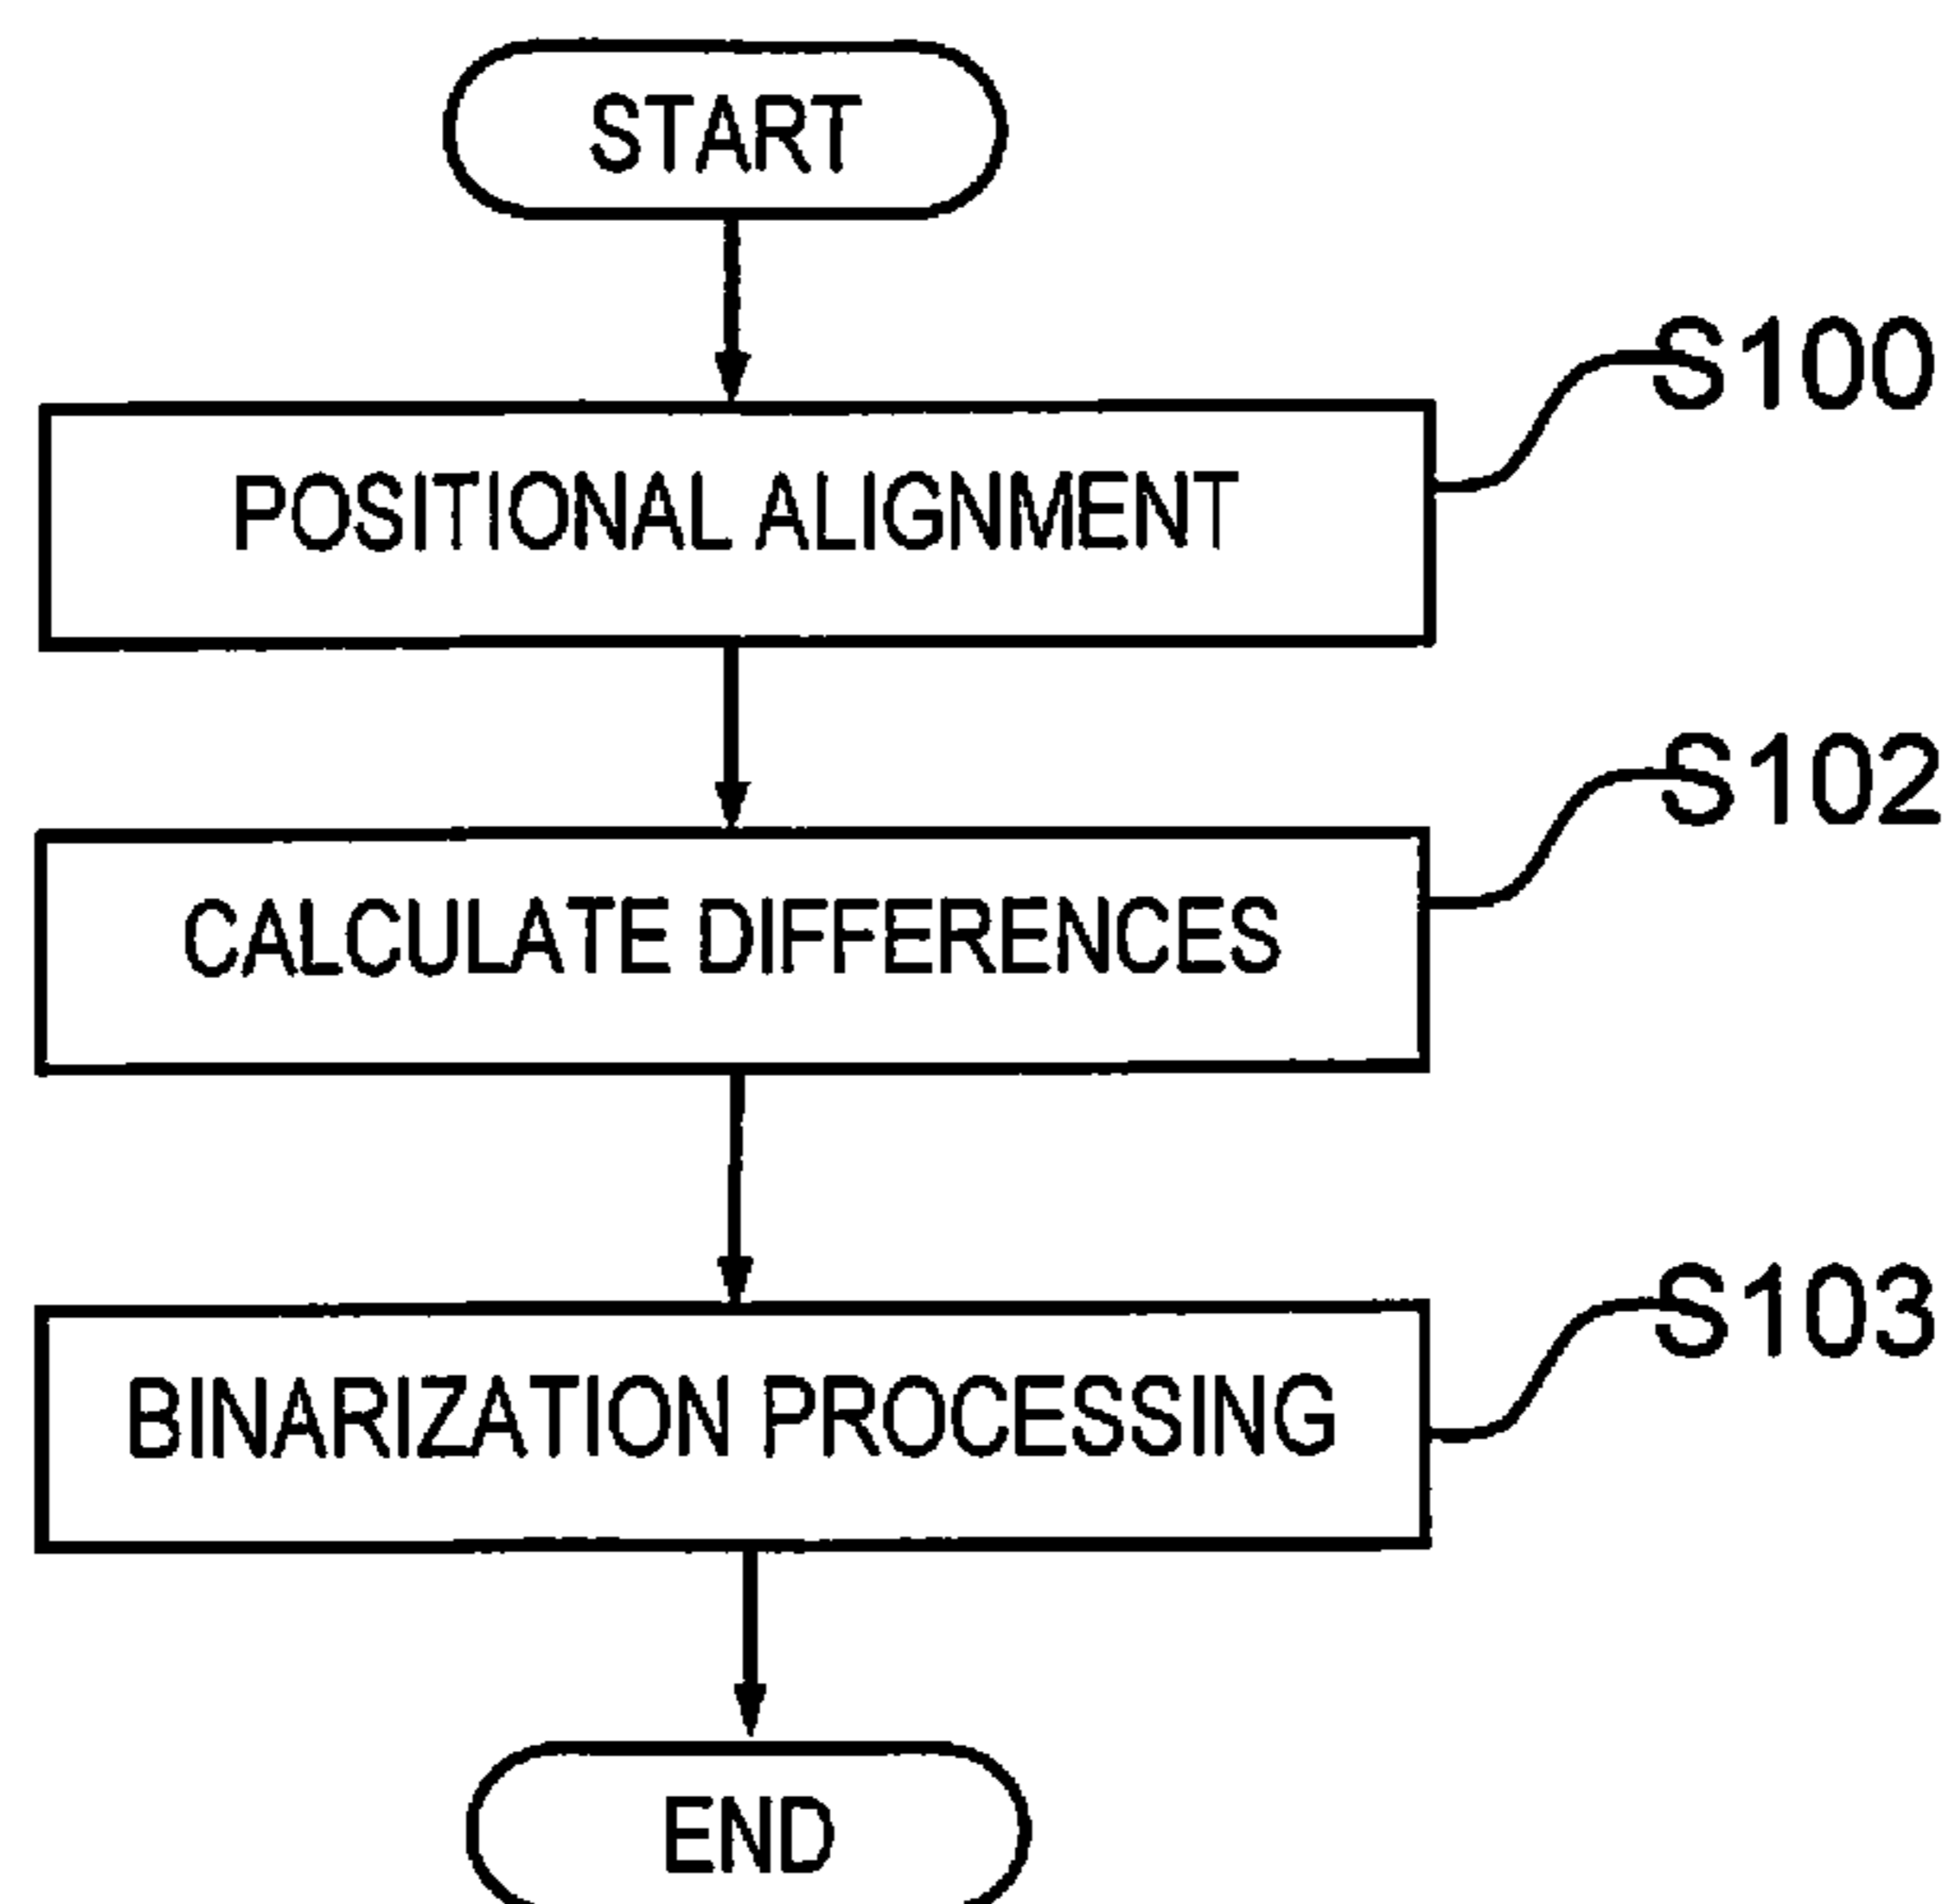 START
S100
POSITIONAL ALIGNMENT
S102
CALCULATE DIFFERENCES
S103
BINARIZATION PROCESSING
END